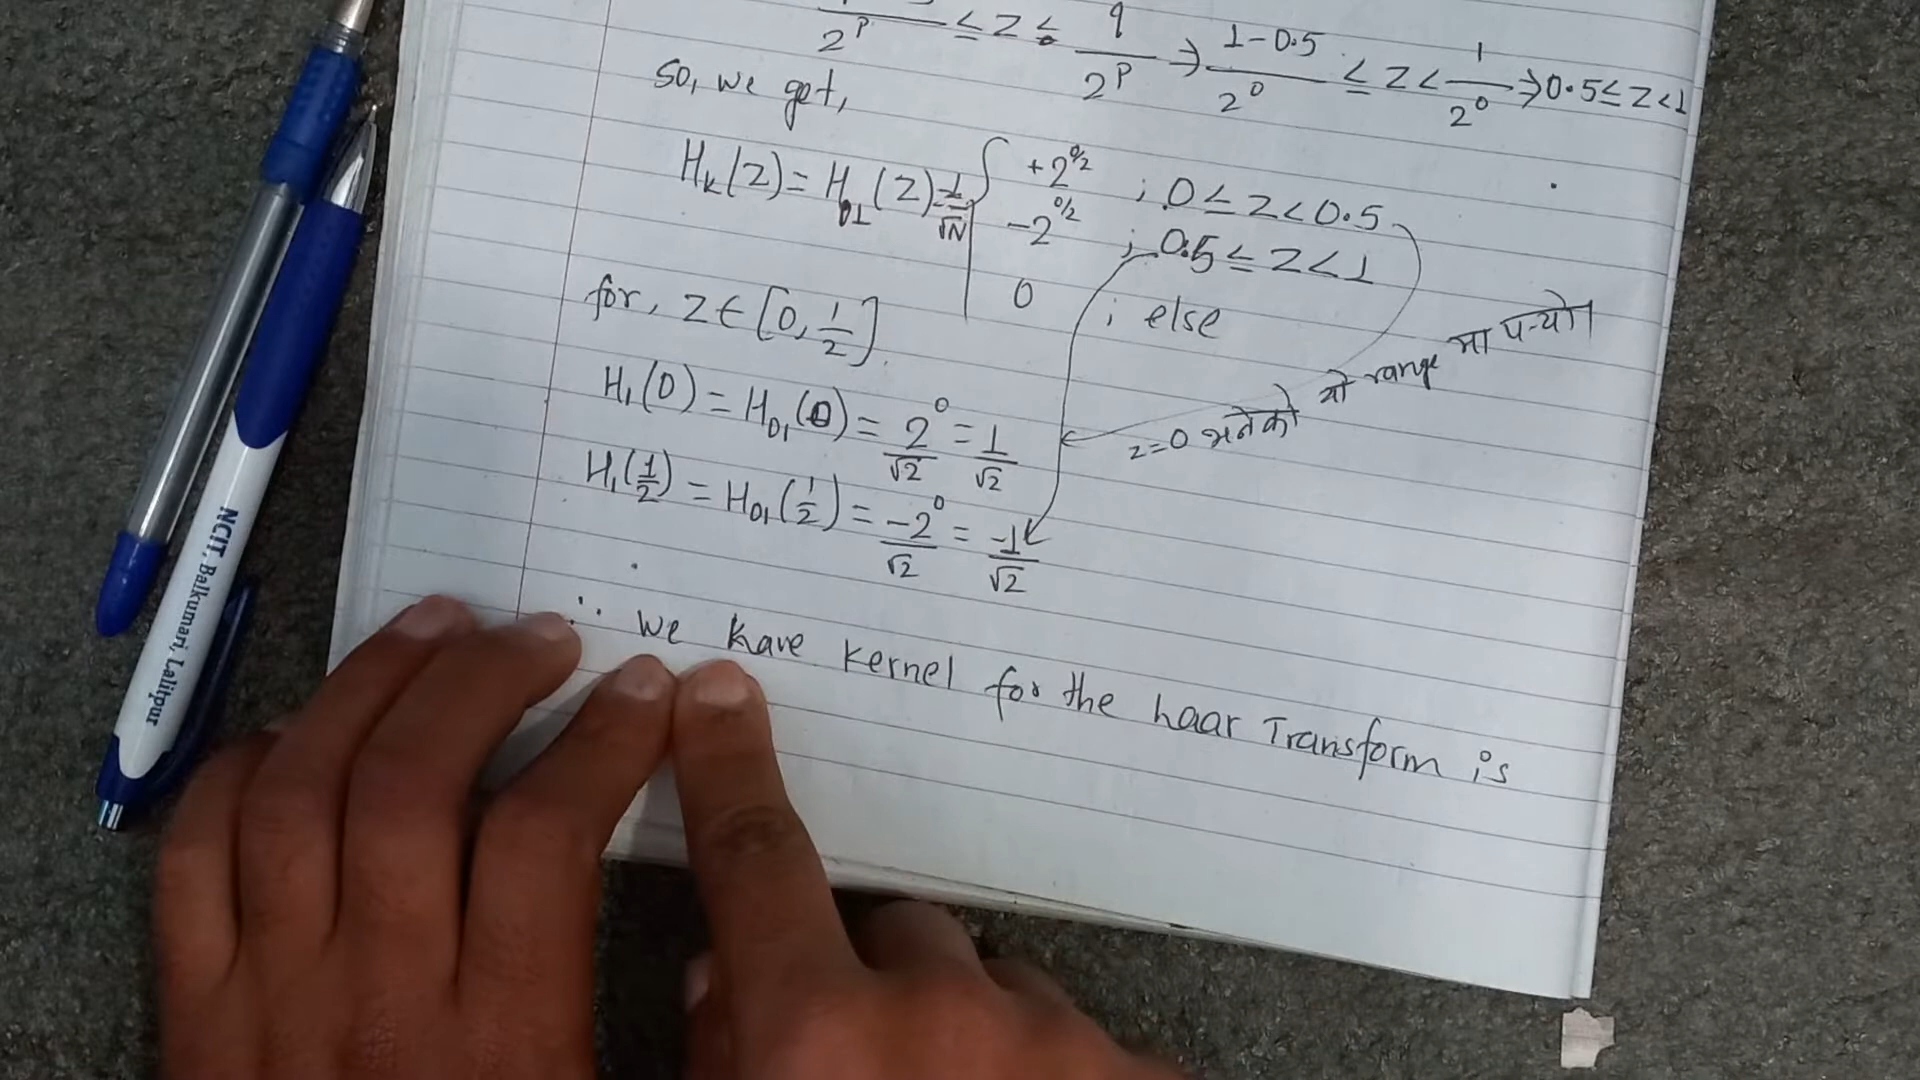 /2^p ≤ z ≤ q/2^p ⇒ 1-0.5/2^0 ≤ z < 1/2^0 ⇒ 0.5 ≤ z < 1
so, we get,
H_k(z) = H_01(z) = 1/√N { +2^0/2 ; 0 ≤ z < 0.5
-2^0/2 ; 0.5 ≤ z < 1
0 ; else
for, z ∈ [0, 1/2]
H_1(0) = H_01(0) = 2^0/√2 = 1/√2
z=0 भनेको यो range मा पर्‍यो।
H_1(1/2) = H_01(1/2) = -2^0/√2 = -1/√2
∴ we have kernel for the haar Transform is
NCIT, Balkumari, Lalitpur